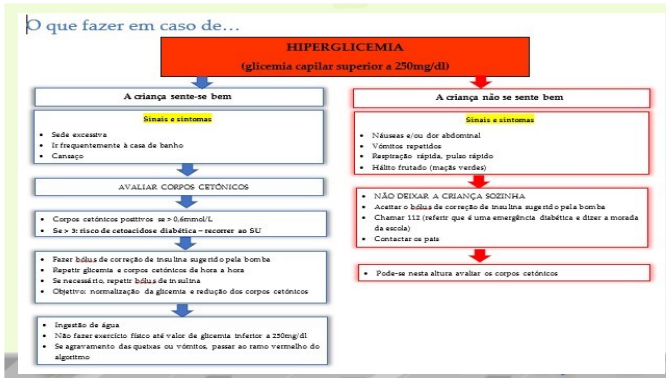 O que fazer em caso de…
HIPERGLICEMIA
(glicemia capilar superior a 250mg/dl)
A criança sente-se bem
Sinais e sintomas
• Sede excessiva
• Ir frequentemente à casa de banho
• Cansaço
AVALIAR CORPOS CETÓNICOS
• Corpos cetónicos positivos se > 0,6mmol/L
• Se > 3: risco de cetoacidose diabética – recorrer ao SU
• Fazer bólus de correção de insulina sugerido pela bomba
• Repetir glicemia e corpos cetónicos de hora a hora
• Se necessário, repetir bólus de insulina
• Objetivo: normalização da glicemia e redução dos corpos cetónicos
• Ingestão de água
• Não fazer exercício físico até valor de glicemia inferior a 250mg/dl
• Se agravamento das queixas ou vómitos, passar ao ramo vermelho do
algoritmo
A criança não se sente bem
Sinais e sintomas
• Náuseas e/ou dor abdominal
• Vómitos repetidos
• Respiração rápida, pulso rápido
• Hálito frutado (maçãs verdes)
• NÃO DEIXAR A CRIANÇA SOZINHA
• Aceitar o bólus de correção de insulina sugerido pela bomba
• Chamar 112 (referir que é uma emergência diabética e dizer a morada
da escola)
• Contactar os pais
• Pode-se nesta altura avaliar os corpos cetónicos